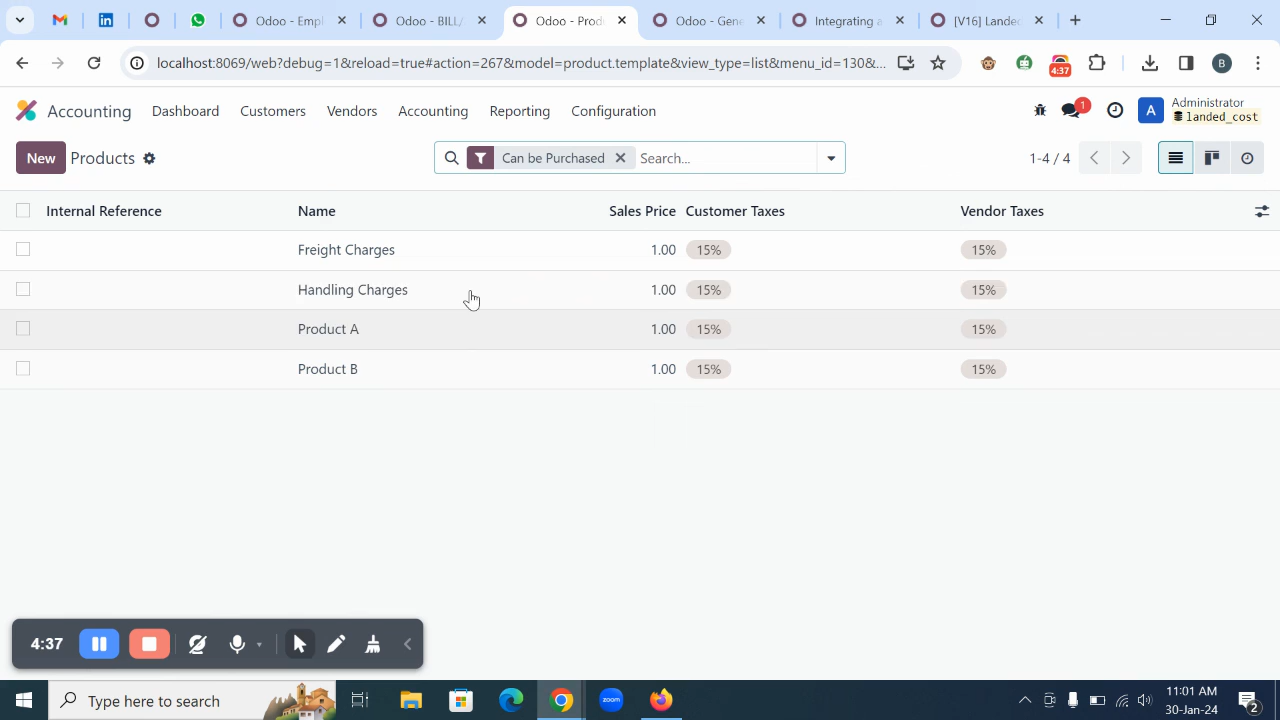 Odoo - Empl
Odoo - BILL/
Odoo - Prod
Odoo - Gene
Integrating a
[V16] Landed
localhost:8069/web?debug=1&reload=true#action=267&model=product.template&view_type=list&menu_id=130&...
4:37
B
Accounting Dashboard Customers Vendors Accounting Reporting Configuration
1
A
Administrator
landed_cost
New Products
Can be Purchased
Search...
1-4 / 4
Internal Reference Name Sales Price Customer Taxes Vendor Taxes
Freight Charges 1.00 15% 15%
Handling Charges 1.00 15% 15%
Product A 1.00 15% 15%
Product B 1.00 15% 15%
4:37
Type here to search
zoom
11:01 AM
30-Jan-24
2